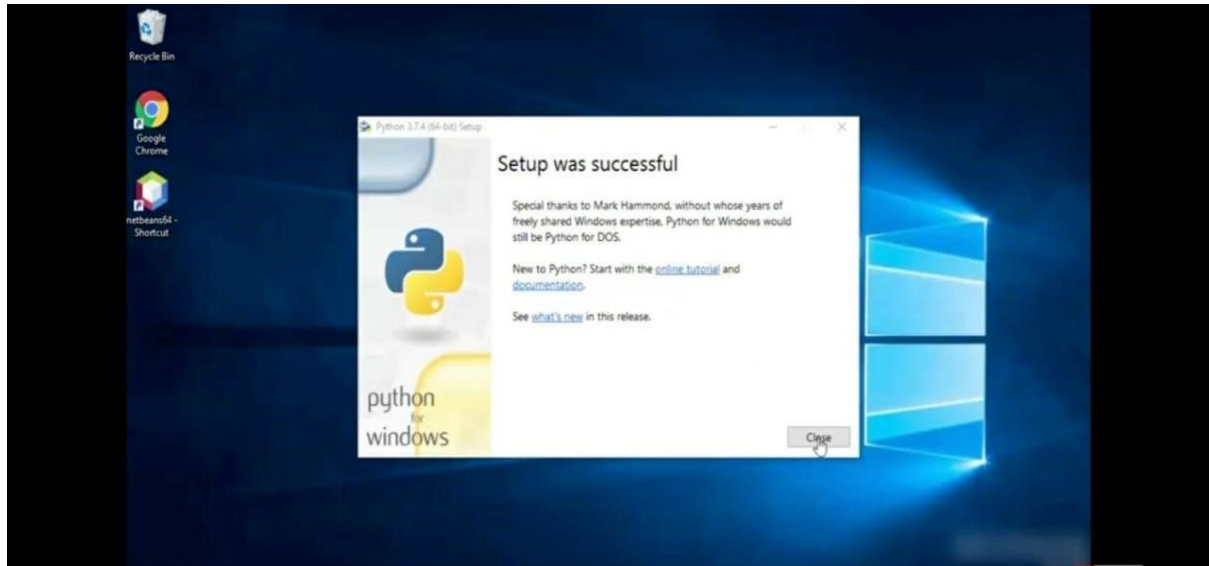 Recycle Bin
Google
Chrome
netbeans64 -
Shortcut
Python 3.7.4 (64-bit) Setup
Setup was successful
Special thanks to Mark Hammond, without whose years of
freely shared Windows expertise, Python for Windows would
still be Python for DOS.
New to Python? Start with the online tutorial and
documentation.
See what's new in this release.
python
for
windows
Close